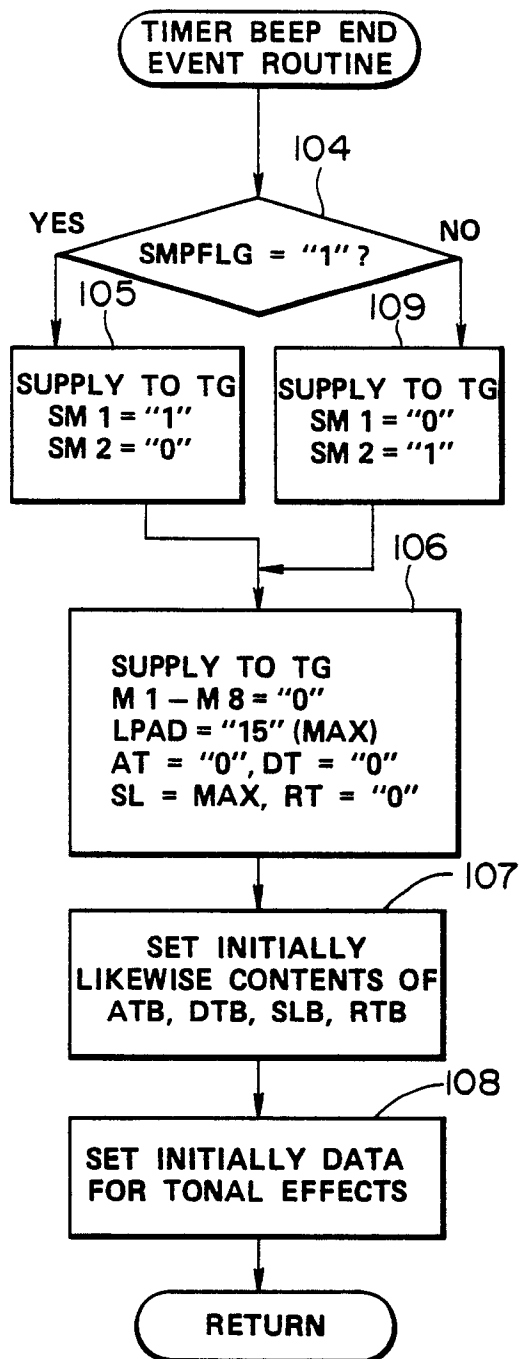 TIMER BEEP END
EVENT ROUTINE
104
YES
NO
SMPFLG = “1” ?
105
109
SUPPLY TO TG
SM 1 = “1”
SM 2 = “0”
SUPPLY TO TG
SM 1 = “0”
SM 2 = “1”
106
SUPPLY TO TG
M 1 – M 8 = “0”
LPAD = “15” (MAX)
AT = “0”, DT = “0”
SL = MAX, RT = “0”
107
SET INITIALLY
LIKEWISE CONTENTS OF
ATB, DTB, SLB, RTB
108
SET INITIALLY DATA
FOR TONAL EFFECTS
RETURN